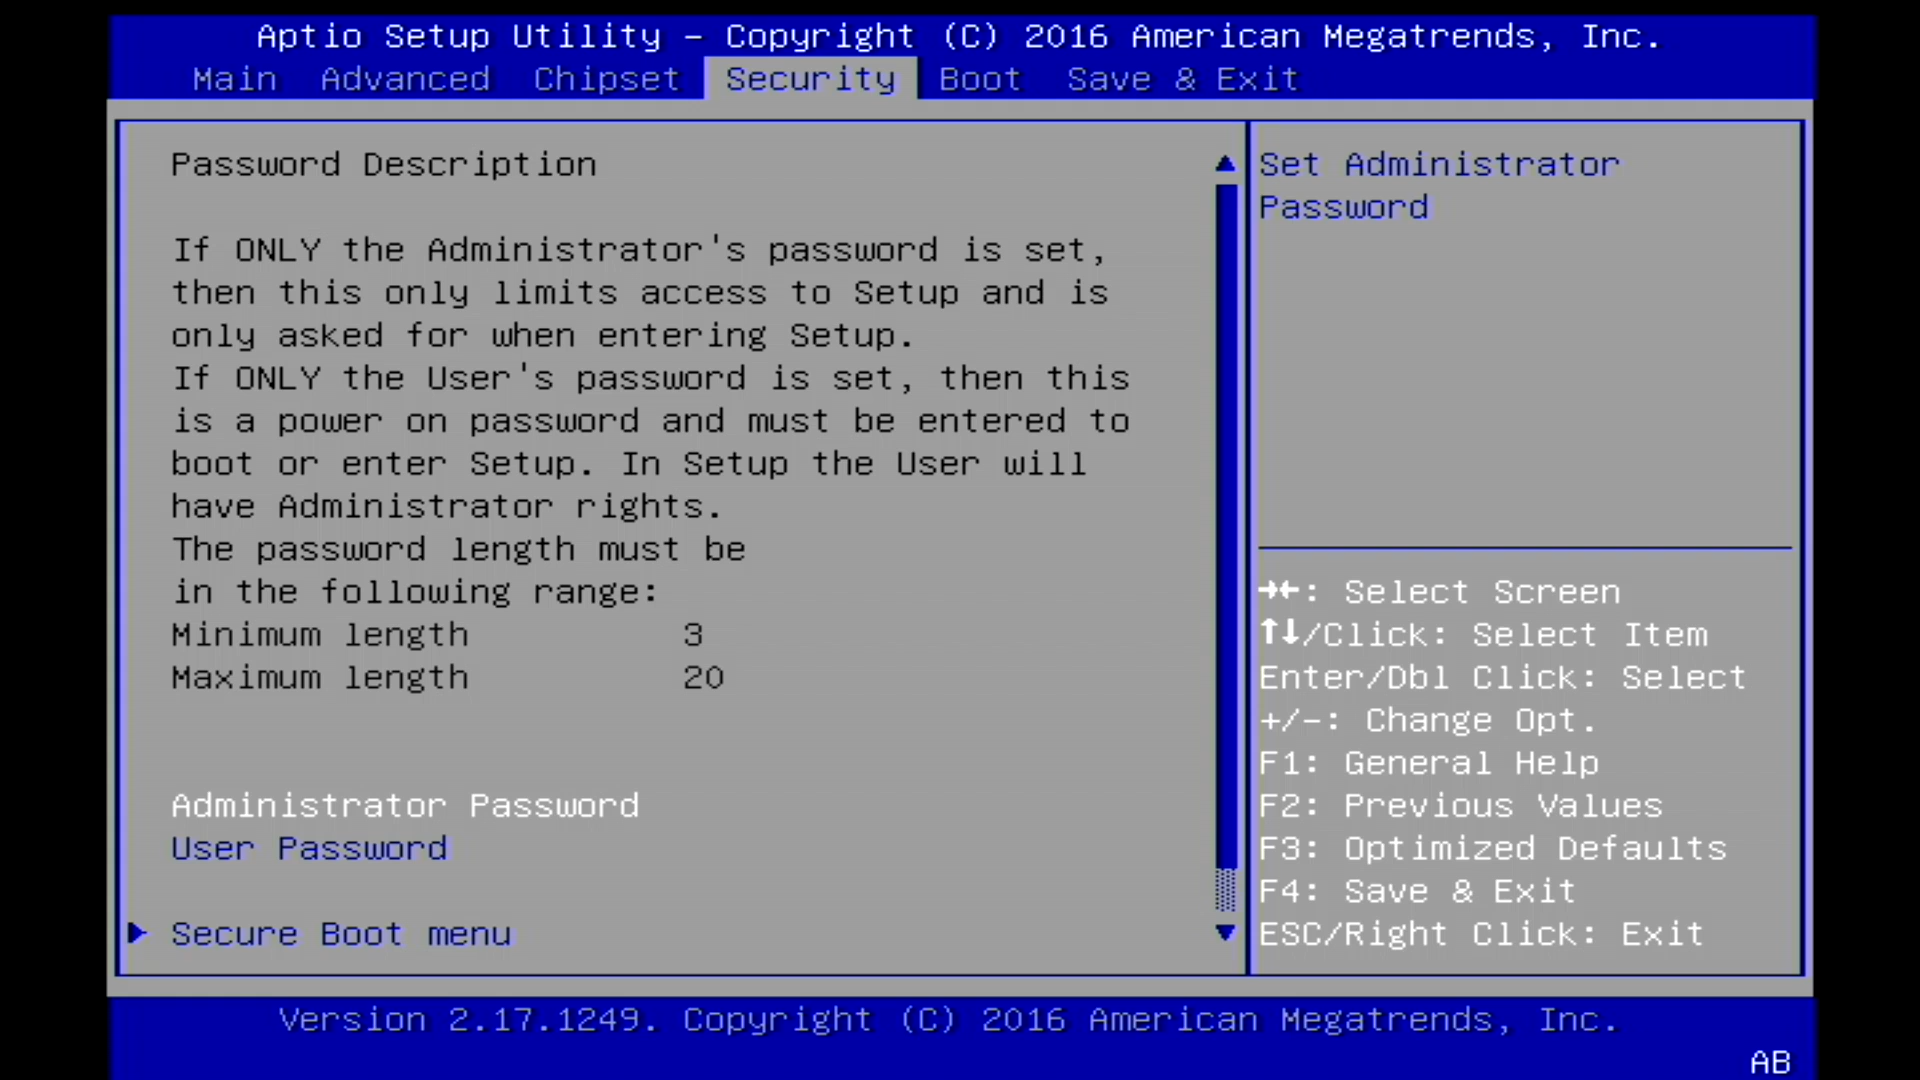 Aptio Setup Utility – Copyright (C) 2016 American Megatrends, Inc.
Main Advanced Chipset Security Boot Save & Exit
Password Description
If ONLY the Administrator's password is set,
then this only limits access to Setup and is
only asked for when entering Setup.
If ONLY the User's password is set, then this
is a power on password and must be entered to
boot or enter Setup. In Setup the User will
have Administrator rights.
The password length must be
in the following range:
Minimum length 3
Maximum length 20
Administrator Password
User Password
Secure Boot menu
Set Administrator
Password
→←: Select Screen
↑↓/Click: Select Item
Enter/Dbl Click: Select
+/-: Change Opt.
F1: General Help
F2: Previous Values
F3: Optimized Defaults
F4: Save & Exit
ESC/Right Click: Exit
Version 2.17.1249. Copyright (C) 2016 American Megatrends, Inc.
AB